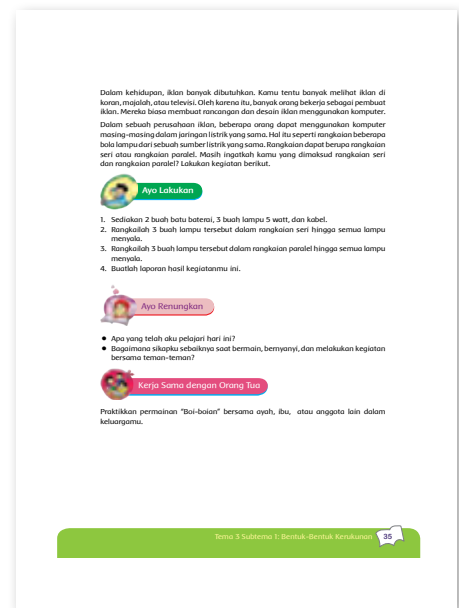 Dalam kehidupan, iklan banyak dibutuhkan. Kamu tentu banyak melihat iklan di
koran, majalah, atau televisi. Oleh karena itu, banyak orang bekerja sebagai pembuat
iklan. Mereka biasa membuat rancangan dan desain iklan menggunakan komputer.
Dalam sebuah perusahaan iklan, beberapa orang dapat menggunakan komputer
masing-masing dalam jaringan listrik yang sama. Hal itu seperti rangkaian beberapa
bola lampu dari sebuah sumber listrik yang sama. Rangkaian dapat berupa rangkaian
seri atau rangkaian paralel. Masih ingatkah kamu yang dimaksud rangkaian seri
dan rangkaian paralel? Lakukan kegiatan berikut.
Ayo Lakukan
1. Sediakan 2 buah batu baterai, 3 buah lampu 5 watt, dan kabel.
2. Rangkailah 3 buah lampu tersebut dalam rangkaian seri hingga semua lampu
menyala.
3. Rangkailah 3 buah lampu tersebut dalam rangkaian paralel hingga semua lampu
menyala.
4. Buatlah laporan hasil kegiatanmu ini.
Ayo Renungkan
• Apa yang telah aku pelajari hari ini?
• Bagaimana sikapku sebaiknya saat bermain, bernyanyi, dan melakukan kegiatan
bersama teman-teman?
Kerja Sama dengan Orang Tua
Praktikkan permainan "Boi-boian" bersama ayah, ibu, atau anggota lain dalam
keluargamu.
Tema 3 Subtema 1: Bentuk-Bentuk Kerukunan 35